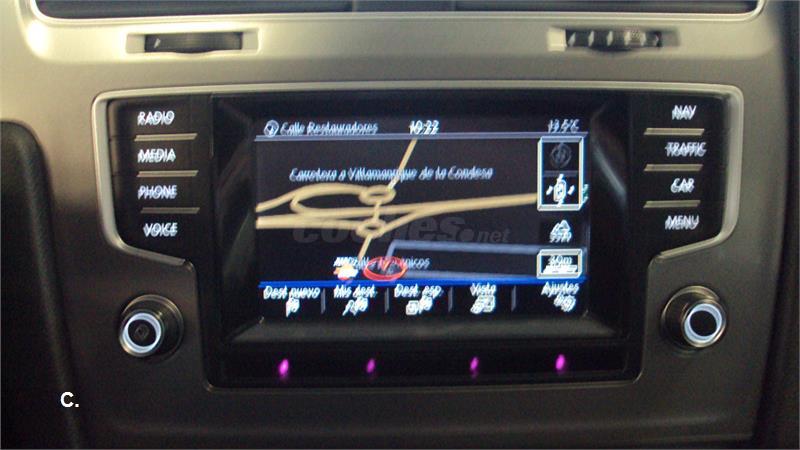 RADIO
MEDIA
PHONE
VOICE
NAV
TRAFFIC
CAR
MENU
Calle Restauradores 10:22 13.5°C
Carretera a Villamanrique de la Condesa
coches.net
30m
Dest. nuevo Mis dest. Dest. esp. Vista Ajustes
C.